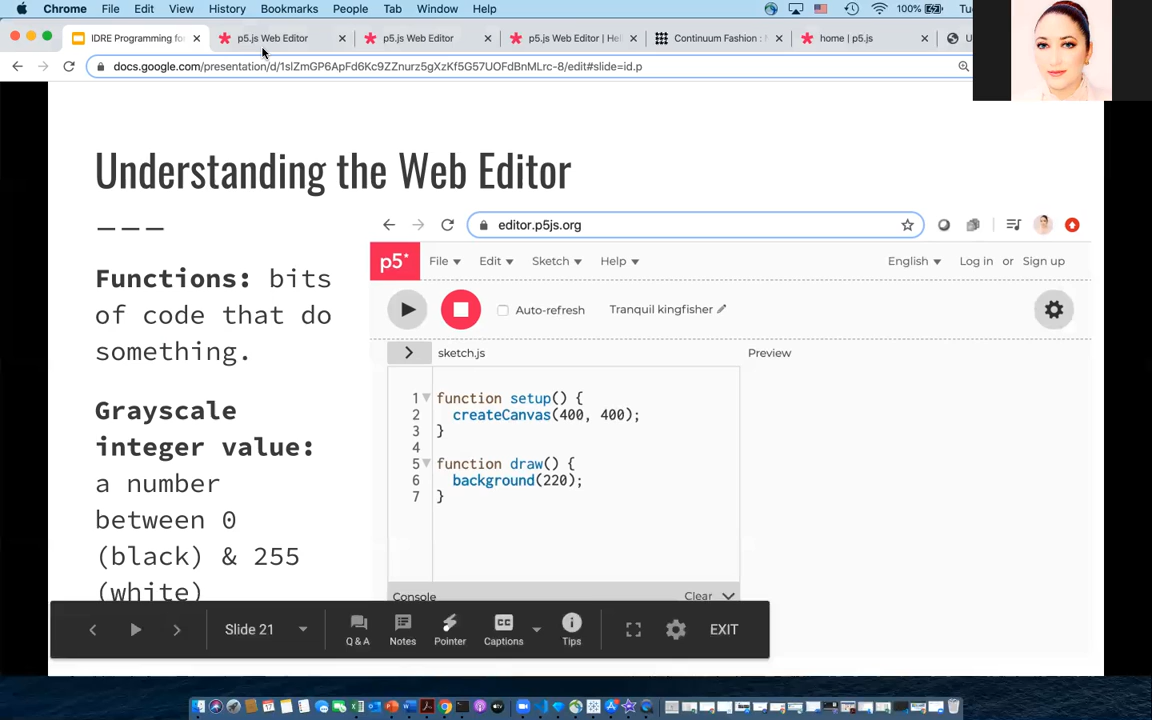 Chrome File Edit View History Bookmarks People Tab Window Help 100% Tu
IDRE Programming fo p5.js Web Editor p5.js Web Editor p5.js Web Editor | Hel Continuum Fashion : home | p5.js U
docs.google.com/presentation/d/1slZmGP6ApFd6Kc9ZZnurz5gXzKf5G57UOFdBnMLrc-8/edit#slide=id.p
Understanding the Web Editor
Functions: bits
of code that do
something.
Grayscale
integer value:
a number
between 0
(black) & 255
(white)
editor.p5js.org
p5* File Edit Sketch Help English Log in or Sign up
Auto-refresh Tranquil kingfisher
sketch.js Preview
1 function setup() {
2 createCanvas(400, 400);
3 }
4
5 function draw() {
6 background(220);
7 }
Console Clear
Slide 21 Q & A Notes Pointer Captions Tips EXIT